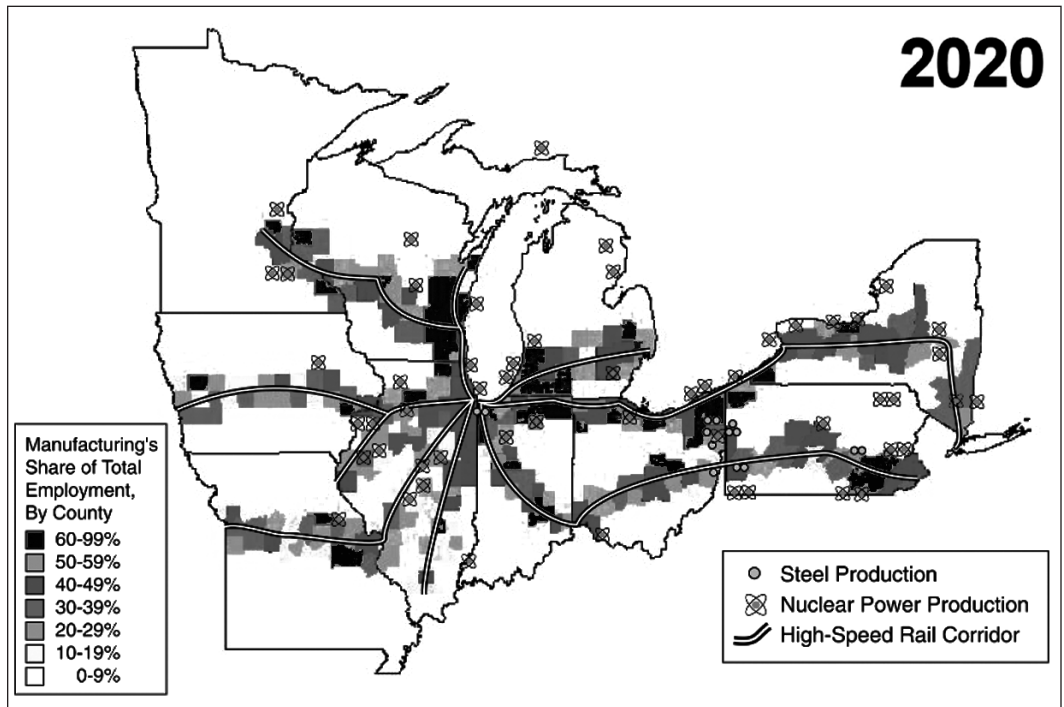 2020
Manufacturing's
Share of Total
Employment,
By County
60-99%
50-59%
40-49%
30-39%
20-29%
10-19%
0-9%
Steel Production
Nuclear Power Production
High-Speed Rail Corridor